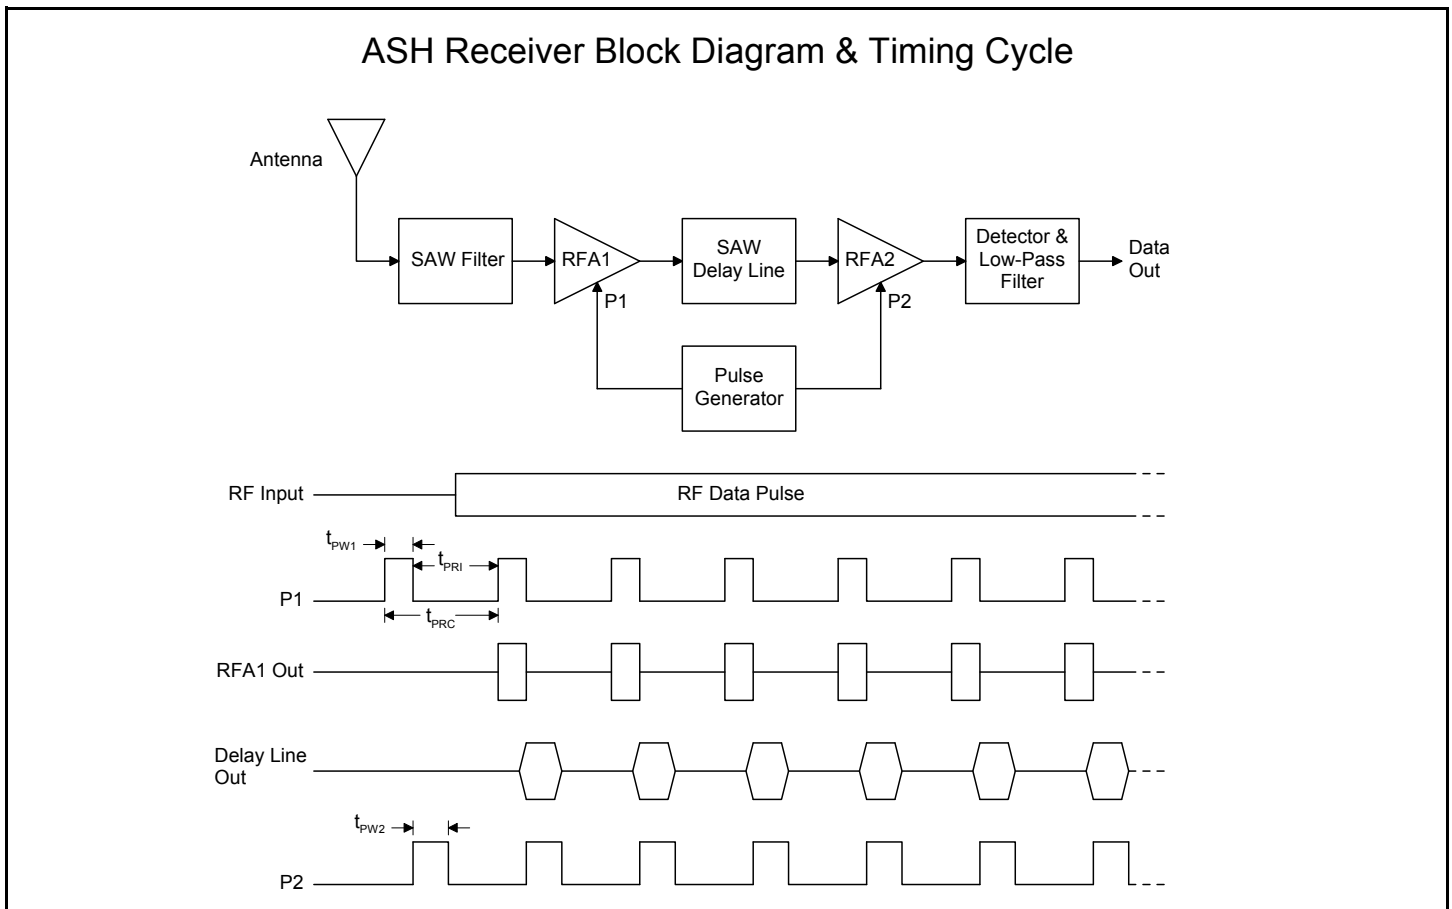 ASH Receiver Block Diagram & Timing Cycle
Antenna
SAW Filter
RFA1
SAW
Delay Line
RFA2
Detector &
Low-Pass
Filter
Data
Out
P1
P2
Pulse
Generator
RF Input
RF Data Pulse
tPW1
tPRI
P1
tPRC
RFA1 Out
Delay Line
Out
tPW2
P2